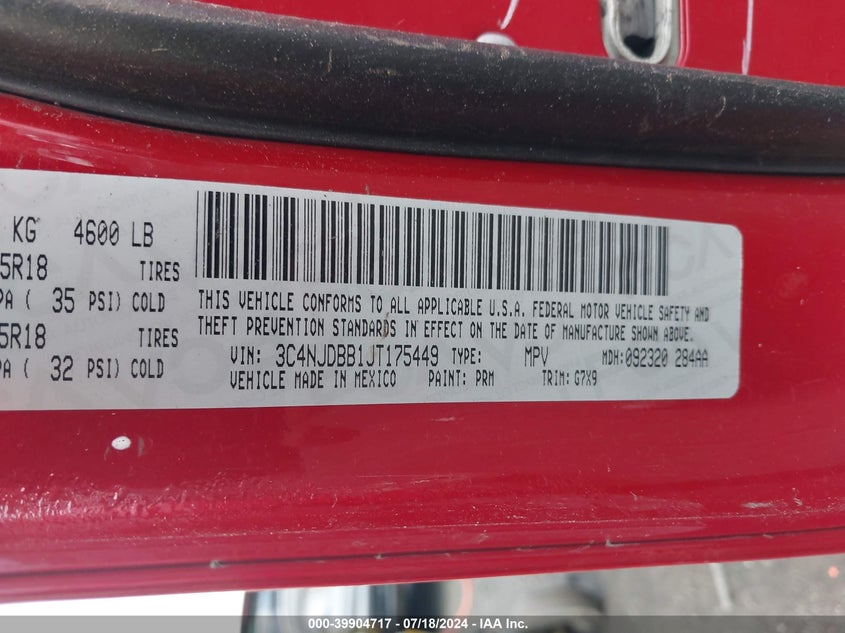 KG 4600 LB
5R18 TIRES
PA ( 35 PSI) COLD
5R18 TIRES
PA ( 32 PSI) COLD
THIS VEHICLE CONFORMS TO ALL APPLICABLE U.S.A. FEDERAL MOTOR VEHICLE SAFETY AND
THEFT PREVENTION STANDARDS IN EFFECT ON THE DATE OF MANUFACTURE SHOWN ABOVE.
VIN: 3C4NJDBB1JT175449 TYPE: MPV MDH: 092320 284AA
VEHICLE MADE IN MEXICO PAINT: PRM TRIM: G7X9
000-39904717 - 07/18/2024 - IAA Inc.